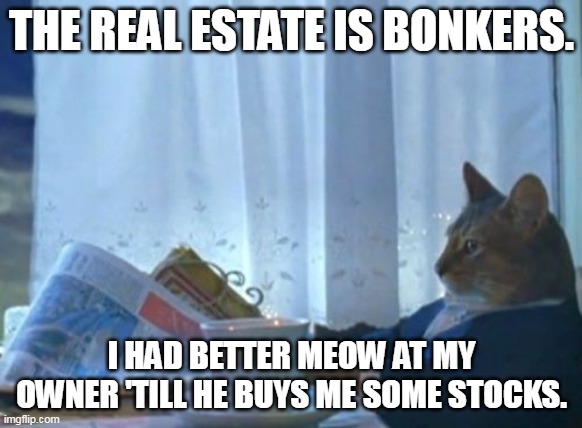 THE REAL ESTATE IS BONKERS.
I HAD BETTER MEOW AT MY
OWNER 'TILL HE BUYS ME SOME STOCKS.
imgflip.com